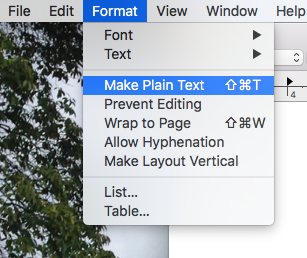 File Edit Format View Window Help
Font ▶
Text ▶
Make Plain Text ⇧⌘T
Prevent Editing
Wrap to Page ⇧⌘W
Allow Hyphenation
Make Layout Vertical
List...
Table...
4